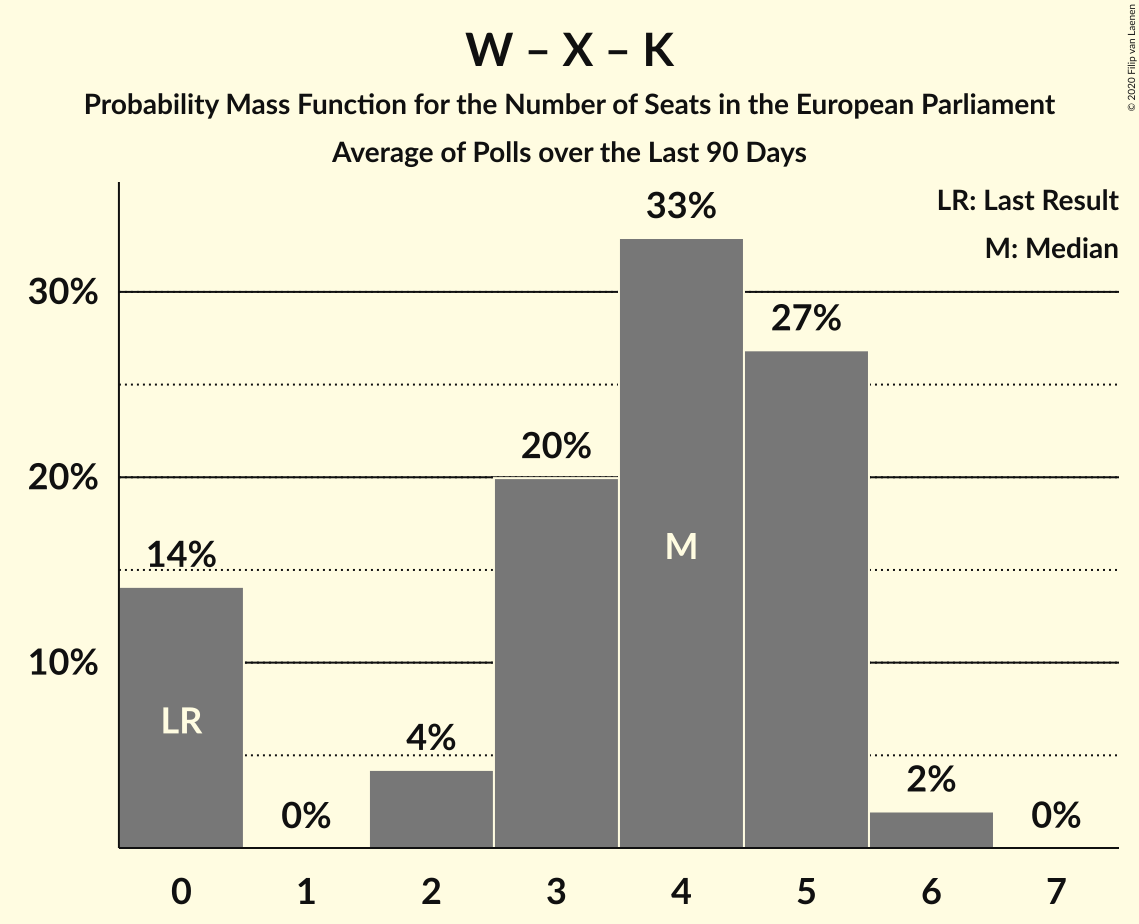 W – X – K
Probability Mass Function for the Number of Seats in the European Parliament
Average of Polls over the Last 90 Days
© 2020 Filip van Laenen
LR: Last Result
M: Median
33%
30%
27%
20%
20%
14%
M
10%
LR
4%
2%
0%
0%
0 1 2 3 4 5 6 7